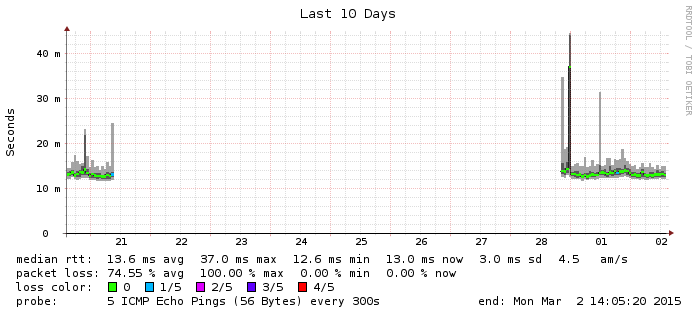 Last 10 Days
RRDTOOL / TOBI OETIKER
Seconds
40 m
30 m
20 m
10 m
0
21 22 23 24 25 26 27 28 01 02
median rtt: 13.6 ms avg 37.0 ms max 12.6 ms min 13.0 ms now 3.0 ms sd 4.5 am/s
packet loss: 74.55 % avg 100.00 % max 0.00 % min 0.00 % now
loss color: 0 1/5 2/5 3/5 4/5
probe: 5 ICMP Echo Pings (56 Bytes) every 300s end: Mon Mar 2 14:05:20 2015